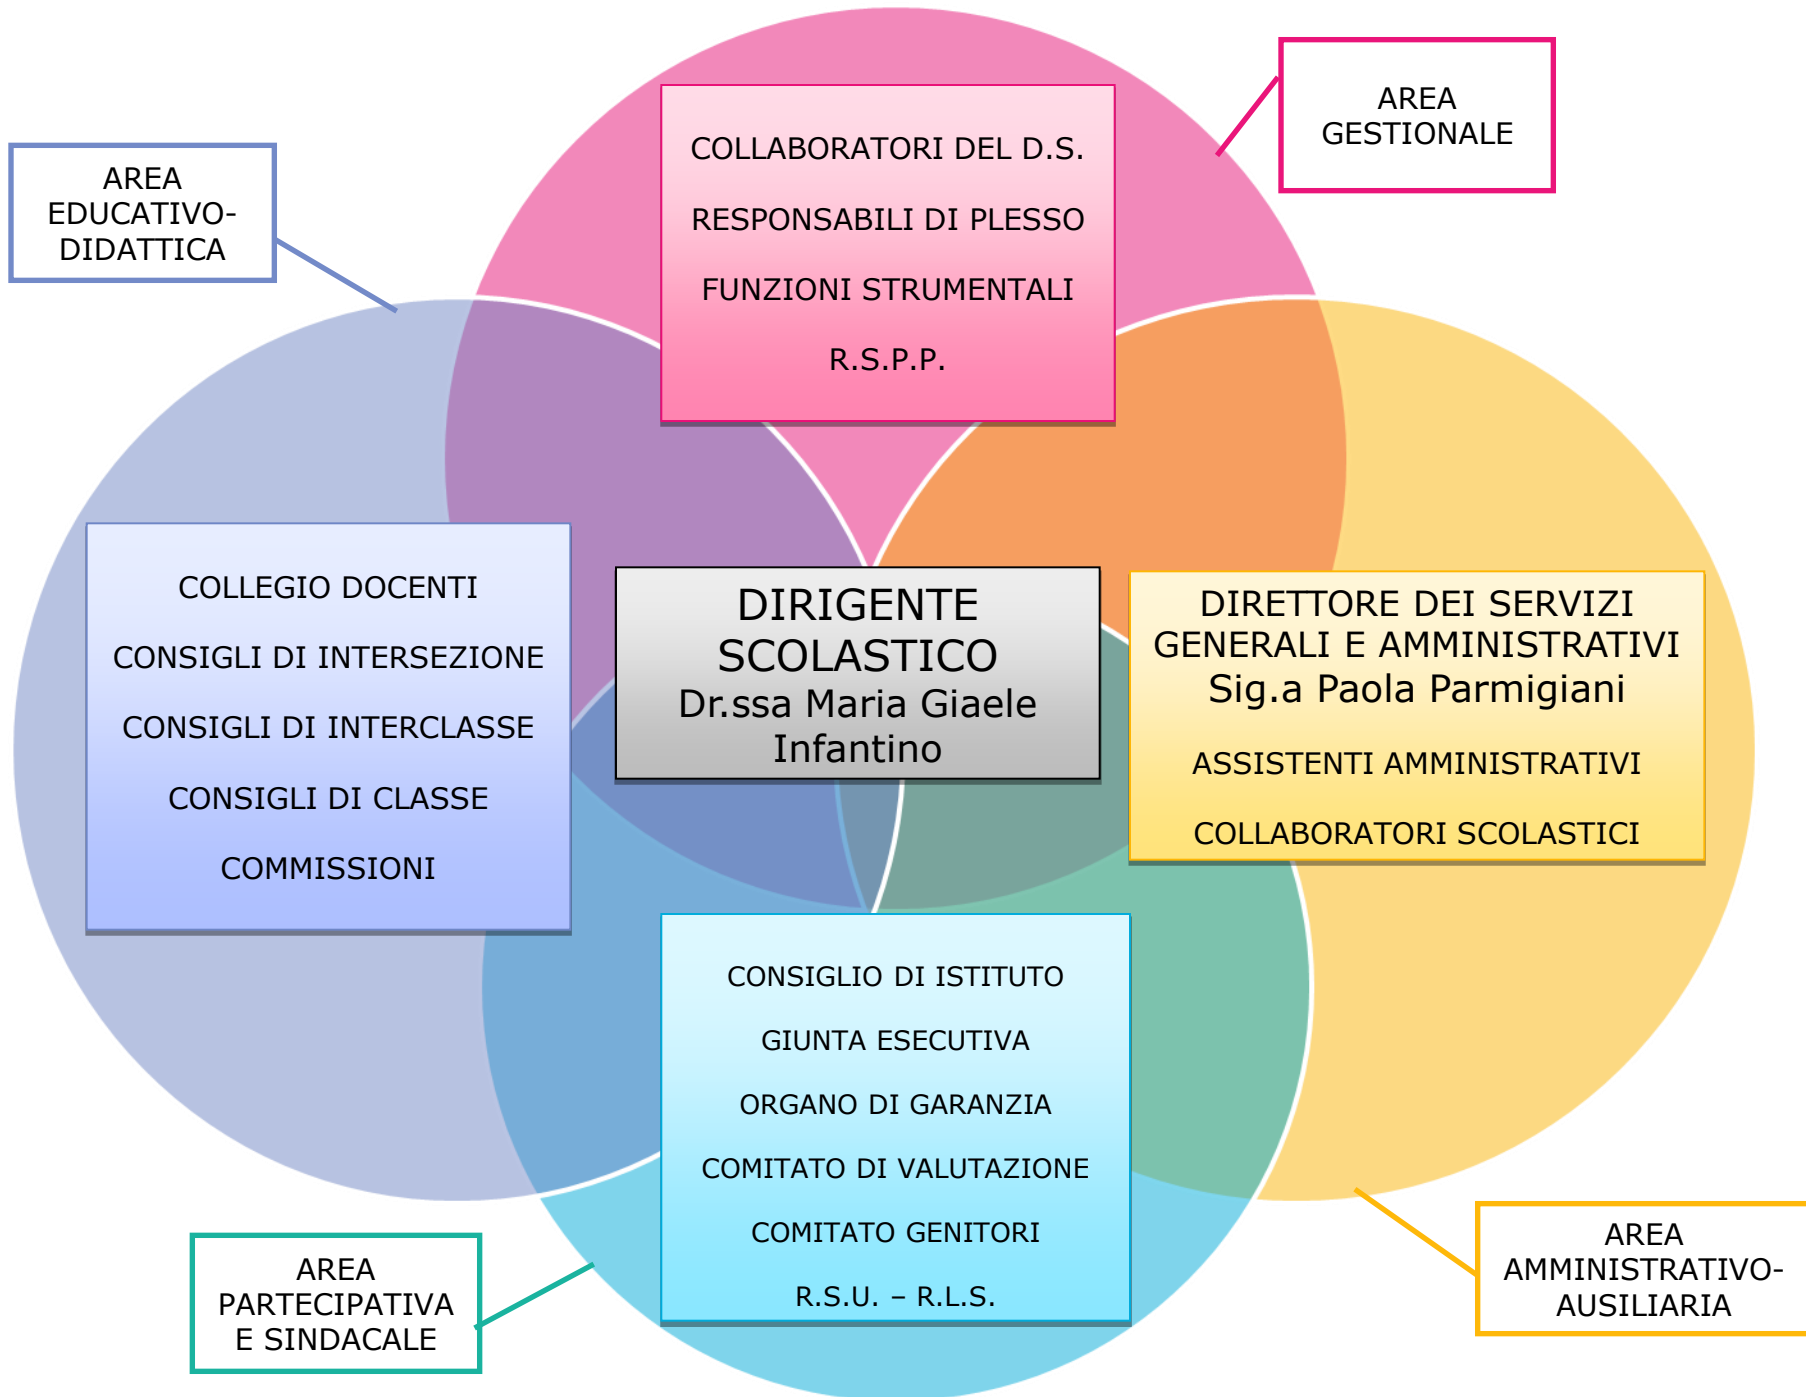 AREA
GESTIONALE
COLLABORATORI DEL D.S.
RESPONSABILI DI PLESSO
FUNZIONI STRUMENTALI
R.S.P.P.
AREA
EDUCATIVO-
DIDATTICA
COLLEGIO DOCENTI
CONSIGLI DI INTERSEZIONE
CONSIGLI DI INTERCLASSE
CONSIGLI DI CLASSE
COMMISSIONI
DIRIGENTE
SCOLASTICO
Dr.ssa Maria Giaele
Infantino
DIRETTORE DEI SERVIZI
GENERALI E AMMINISTRATIVI
Sig.a Paola Parmigiani
ASSISTENTI AMMINISTRATIVI
COLLABORATORI SCOLASTICI
CONSIGLIO DI ISTITUTO
GIUNTA ESECUTIVA
ORGANO DI GARANZIA
COMITATO DI VALUTAZIONE
COMITATO GENITORI
R.S.U. – R.L.S.
AREA
PARTECIPATIVA
E SINDACALE
AREA
AMMINISTRATIVO-
AUSILIARIA